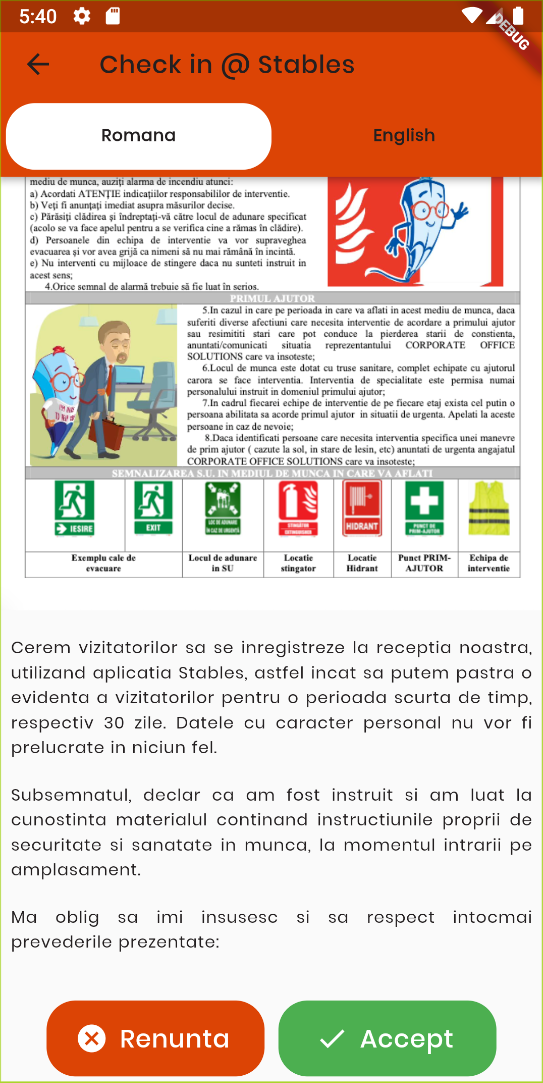 5:40
DEBUG
Check in @ Stables
Romana
English
mediu de munca, auziți alarma de incendiu atunci:
a) Acordati ATENȚIE indicațiilor responsabililor de interventie.
b) Veți fi anunțați imediat asupra măsurilor decise.
c) Părăsiți clădirea și îndreptați-vă către locul de adunare specificat
(acolo se va face apelul pentru a se verifica cine a rămas în clădire).
d) Persoanele din echipa de interventie va vor supraveghea
evacuarea și vor avea grijă ca nimeni să nu mai rămână în incintă.
e) Nu interventi cu mijloace de stingere daca nu sunteti instruit in
acest sens;
4.Orice semnal de alarmă trebuie să fie luat în serios.
PRIMUL AJUTOR
5.In cazul in care pe perioada in care va aflati in acest mediu de munca, daca
suferiti diverse afectiuni care necesita interventie de acordare a primului ajutor
sau resimititi stari care pot conduce la pierderea starii de constienta,
anuntati/comunicati situatia reprezentantului CORPORATE OFFICE
SOLUTIONS care va insoteste;
6.Locul de munca este dotat cu truse sanitare, complet echipate cu ajutorul
carora se face interventia. Interventia de specialitate este permisa numai
personalului instruit in domeniul primului ajutor;
7.In cadrul fiecarei echipe de interventie de pe fiecare etaj exista cel putin o
persoana abilitata sa acorde primul ajutor in situatii de urgenta. Apelati la aceste
persoane in caz de nevoie;
8.Daca identificati persoane care necesita interventia specifica unei manevre
de prim ajutor ( cazute la sol, in stare de lesin, etc) anuntati de urgenta angajatul
CORPORATE OFFICE SOLUTIONS care va insoteste;
SEMNALIZAREA S.U. IN MEDIUL DE MUNCA IN CARE VA AFLATI
IESIRE
EXIT
LOC DE ADUNARE
ÎN CAZ DE URGENȚĂ
STINGĂTOR
HIDRANT
PUNCT DE
PRIM-AJUTOR
Exemplu cale de
evacuare
Locul de adunare
in SU
Locatie
stingator
Locatie
Hidrant
Punct PRIM-
AJUTOR
Echipa de
interventie
Cerem vizitatorilor sa se inregistreze la receptia noastra,
utilizand aplicatia Stables, astfel incat sa putem pastra o
evidenta a vizitatorilor pentru o perioada scurta de timp,
respectiv 30 zile. Datele cu caracter personal nu vor fi
prelucrate in niciun fel.
Subsemnatul, declar ca am fost instruit si am luat la
cunostinta materialul continand instructiunile proprii de
securitate si sanatate in munca, la momentul intrarii pe
amplasament.
Ma oblig sa imi insusesc si sa respect intocmai
prevederile prezentate:
Renunta
Accept